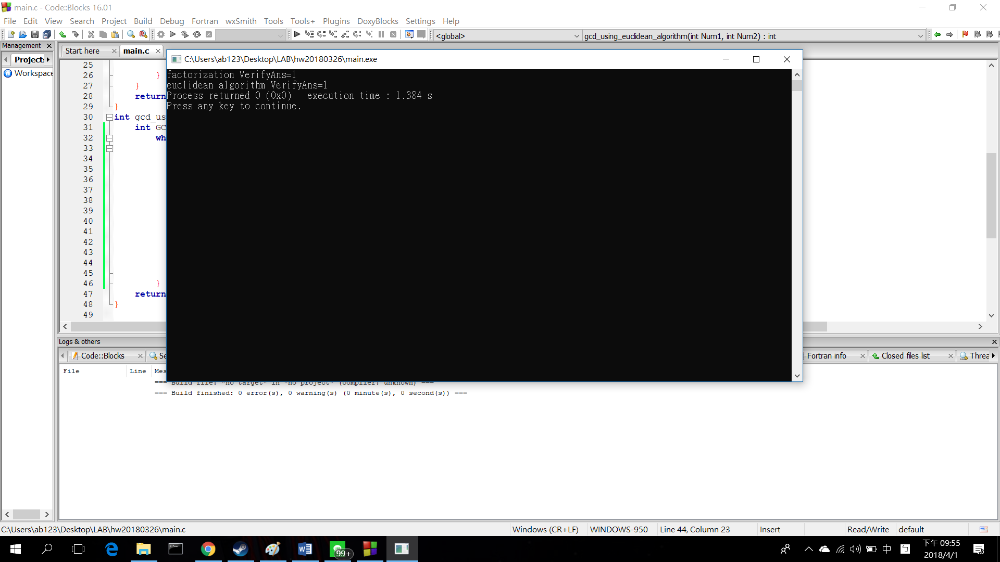 main.c - Code::Blocks 16.01
File Edit View Search Project Build Debug Fortran wxSmith Tools Tools+ Plugins DoxyBlocks Settings Help
<global>
gcd_using_euclidean_algorithm(int Num1, int Num2) : int
Management
Projects
Workspace
Start here
main.c
C:\Users\ab123\Desktop\LAB\hw20180326\main.exe
factorization VerifyAns=1
euclidean algorithm VerifyAns=1
Process returned 0 (0x0)   execution time : 1.384 s
Press any key to continue.
25
26 }
27 }
28 return
29 }
30 int gcd_us
31 int GC
32 wh
33
34
35
36
37
38
39
40
41
42
43
44
45
46 }
47 return
48 }
49
Logs & others
Code::Blocks
Se
Fortran info
Closed files list
Threa
File Line Mes
=== Build file: "no target" in "no project" (compiler: unknown) ===
=== Build finished: 0 error(s), 0 warning(s) (0 minute(s), 0 second(s)) ===
C:\Users\ab123\Desktop\LAB\hw20180326\main.c
Windows (CR+LF)
WINDOWS-950
Line 44, Column 23
Insert
Read/Write
default
99+
中
下午 09:55
2018/4/1